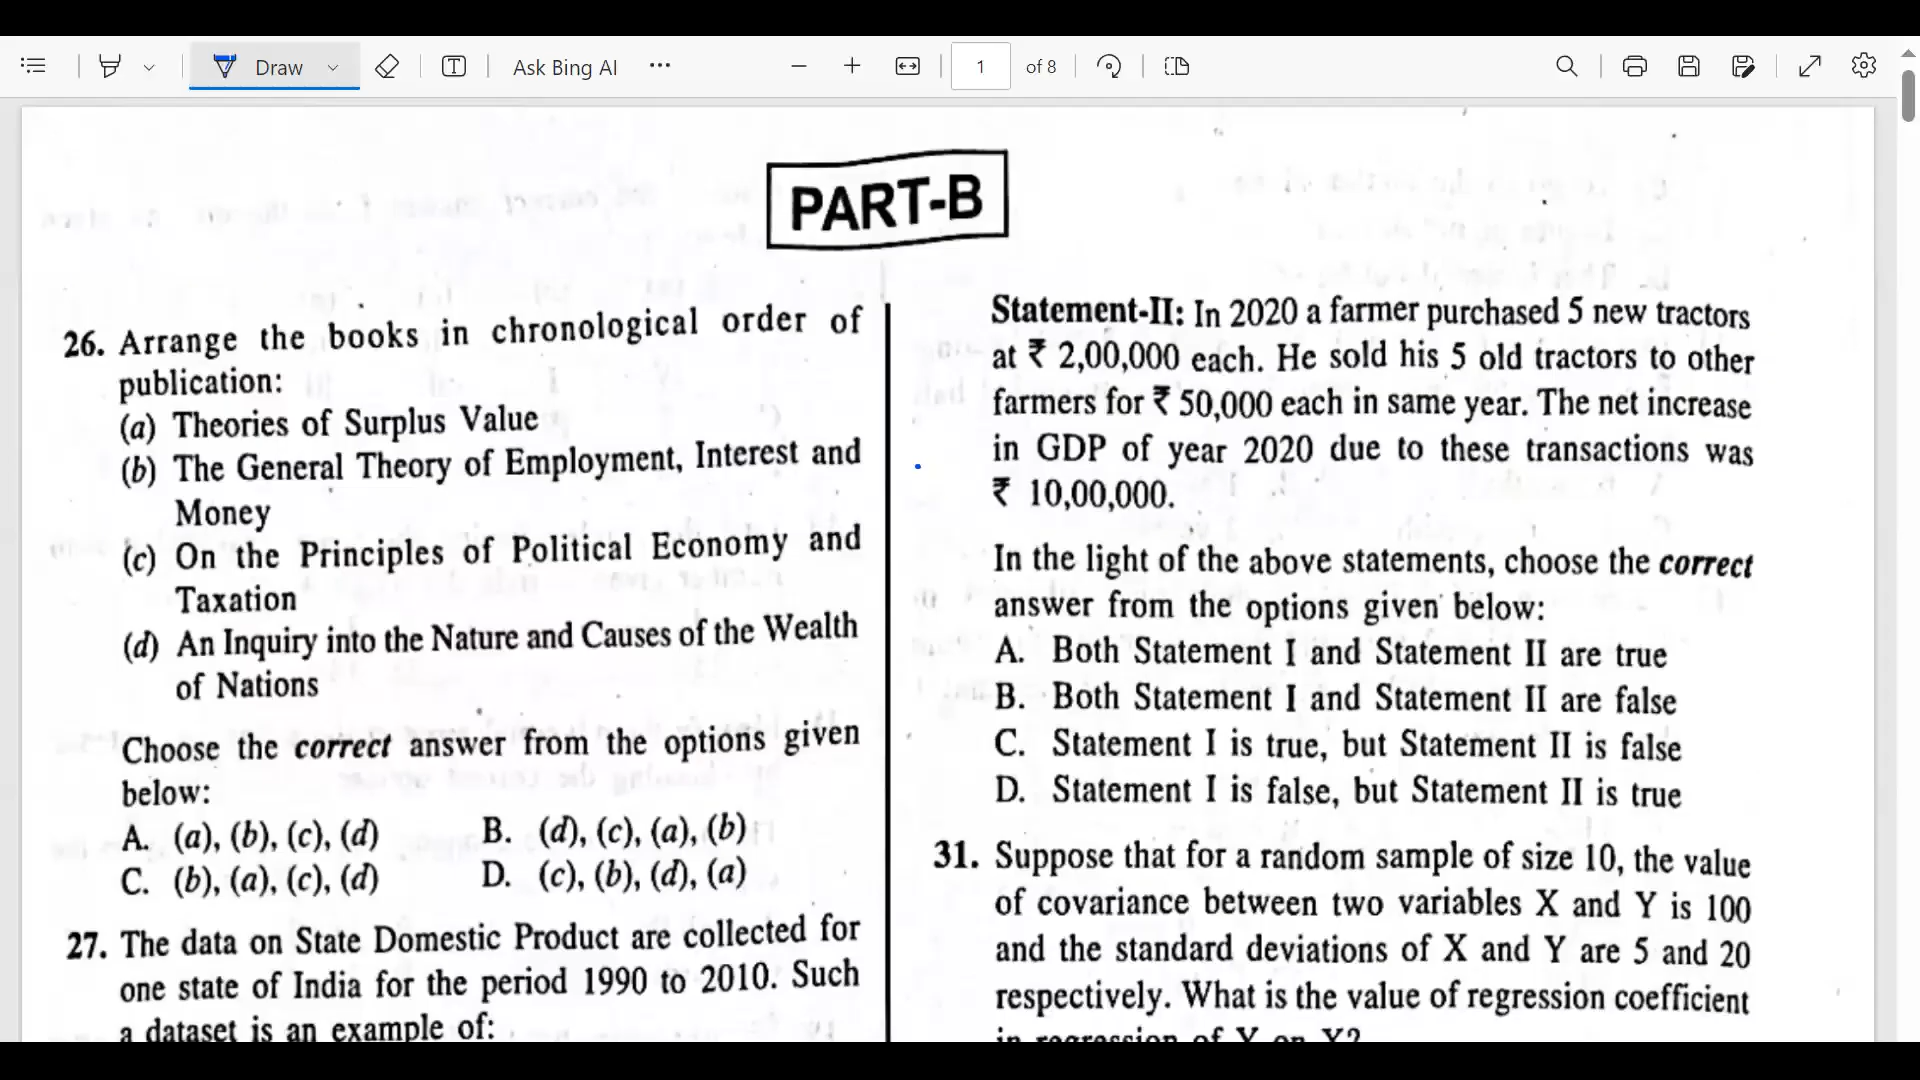 Draw
Ask Bing AI
1 of 8
PART-B
26. Arrange the books in chronological order of
publication:
(a) Theories of Surplus Value
(b) The General Theory of Employment, Interest and
Money
(c) On the Principles of Political Economy and
Taxation
(d) An Inquiry into the Nature and Causes of the Wealth
of Nations
Choose the correct answer from the options given
below:
A. (a), (b), (c), (d) B. (d), (c), (a), (b)
C. (b), (a), (c), (d) D. (c), (b), (d), (a)
27. The data on State Domestic Product are collected for
one state of India for the period 1990 to 2010. Such
a dataset is an example of:
Statement-II: In 2020 a farmer purchased 5 new tractors
at ₹ 2,00,000 each. He sold his 5 old tractors to other
farmers for ₹ 50,000 each in same year. The net increase
in GDP of year 2020 due to these transactions was
₹ 10,00,000.
In the light of the above statements, choose the correct
answer from the options given below:
A. Both Statement I and Statement II are true
B. Both Statement I and Statement II are false
C. Statement I is true, but Statement II is false
D. Statement I is false, but Statement II is true
31. Suppose that for a random sample of size 10, the value
of covariance between two variables X and Y is 100
and the standard deviations of X and Y are 5 and 20
respectively. What is the value of regression coefficient
in regression of Y on X?